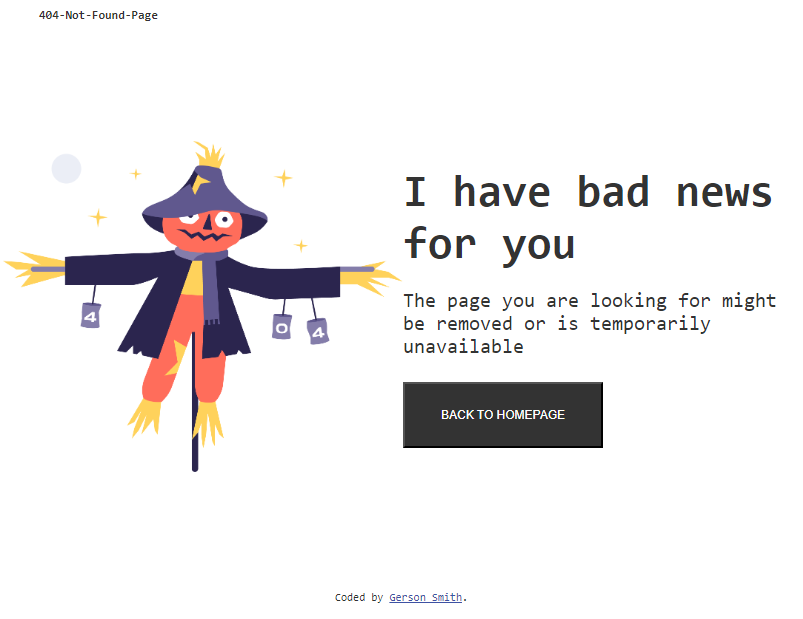 404-Not-Found-Page
I have bad news
for you
The page you are looking for might
be removed or is temporarily
unavailable
BACK TO HOMEPAGE
4
0
4
Coded by Gerson Smith.